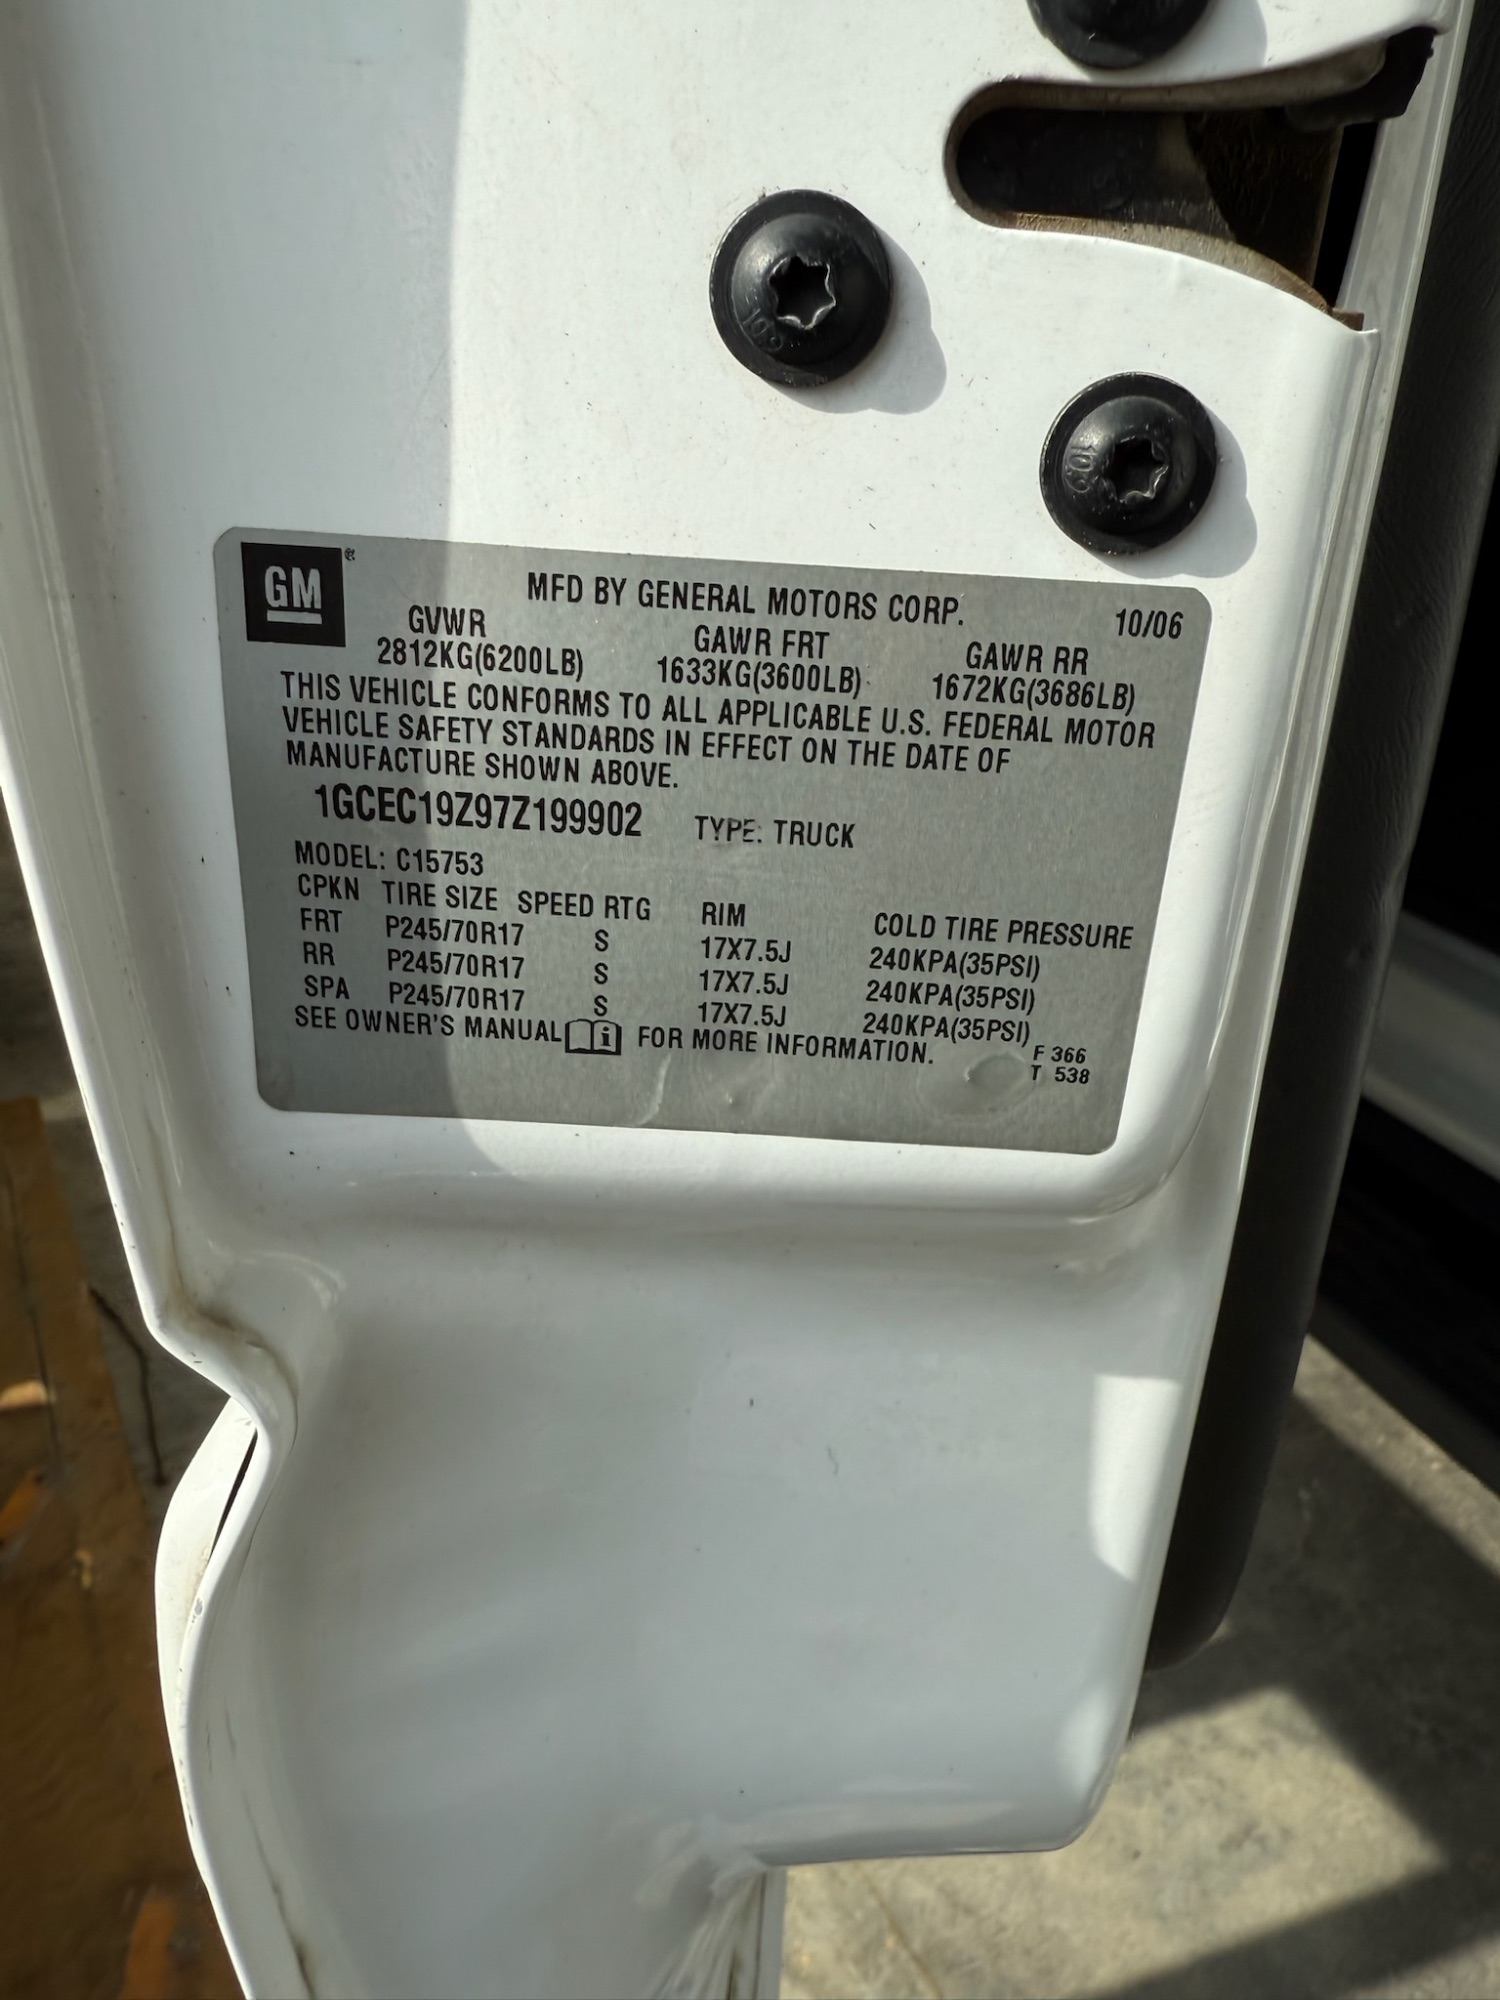 10.9
10.9
GM ®
MFD BY GENERAL MOTORS CORP. 10/06
GVWR GAWR FRT GAWR RR
2812KG(6200LB) 1633KG(3600LB) 1672KG(3686LB)
THIS VEHICLE CONFORMS TO ALL APPLICABLE U.S. FEDERAL MOTOR
VEHICLE SAFETY STANDARDS IN EFFECT ON THE DATE OF
MANUFACTURE SHOWN ABOVE.
1GCEC19Z97Z199902 TYPE: TRUCK
MODEL: C15753
CPKN TIRE SIZE SPEED RTG RIM COLD TIRE PRESSURE
FRT P245/70R17 S 17X7.5J 240KPA(35PSI)
RR P245/70R17 S 17X7.5J 240KPA(35PSI)
SPA P245/70R17 S 17X7.5J 240KPA(35PSI)
SEE OWNER'S MANUAL i FOR MORE INFORMATION.
F 366
T 538